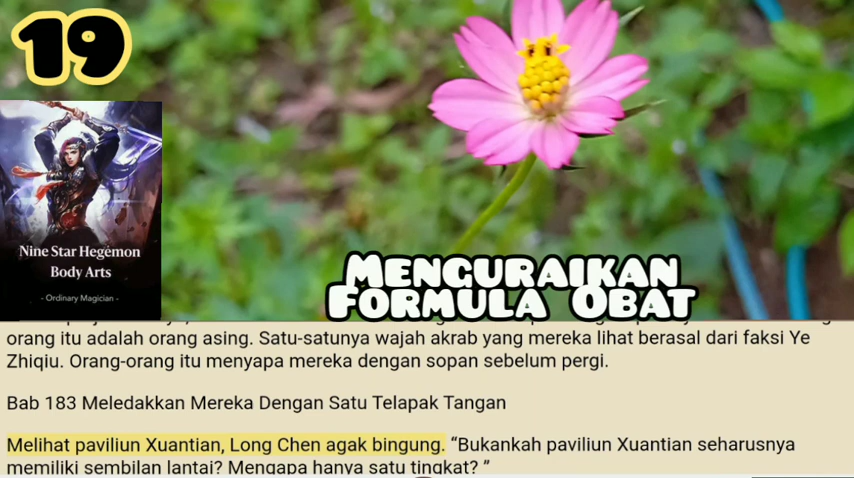 19
Nine Star Hegemon
Body Arts
- Ordinary Magician -
MENGURAIKAN
FORMULA OBAT
orang itu adalah orang asing. Satu-satunya wajah akrab yang mereka lihat berasal dari faksi Ye
Zhiqiu. Orang-orang itu menyapa mereka dengan sopan sebelum pergi.
Bab 183 Meledakkan Mereka Dengan Satu Telapak Tangan
Melihat paviliun Xuantian, Long Chen agak bingung. “Bukankah paviliun Xuantian seharusnya
memiliki sembilan lantai? Mengapa hanya satu tingkat? ”